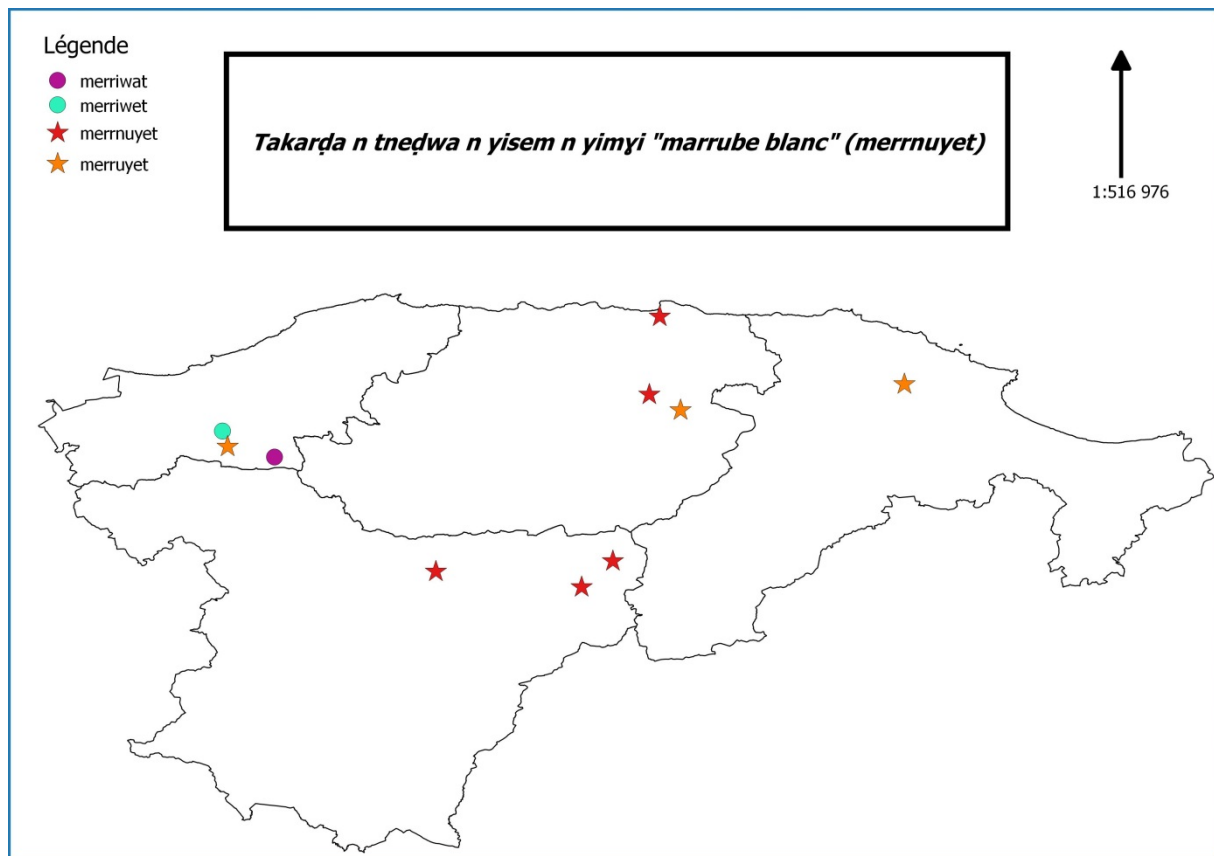 Légende
merriwat
merriwet
merrnuyet
merruyet
Takarḍa n tneḍwa n yisem n yimɣi "marrube blanc" (merrnuyet)
1:516 976